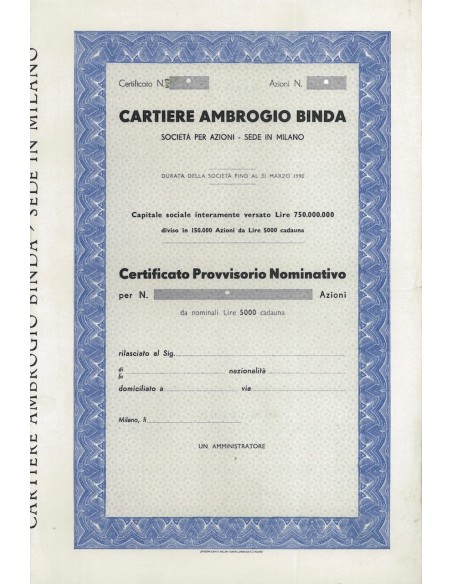 CARTIERE AMBROGIO BINDA - SEDE IN MILANO
Certificato N. Azioni N.
CARTIERE AMBROGIO BINDA
SOCIETÀ PER AZIONI - SEDE IN MILANO
DURATA DELLA SOCIETÀ FINO AL 31 MARZO 1990
Capitale sociale interamente versato Lire 750.000.000
diviso in 150.000 Azioni da Lire 5000 cadauna
Certificato Provvisorio Nominativo
per N. Azioni
da nominali Lire 5000 cadauna
rilasciato al Sig.
di
fu
nazionalità
domiciliato a via
Milano, li
UN AMMINISTRATORE